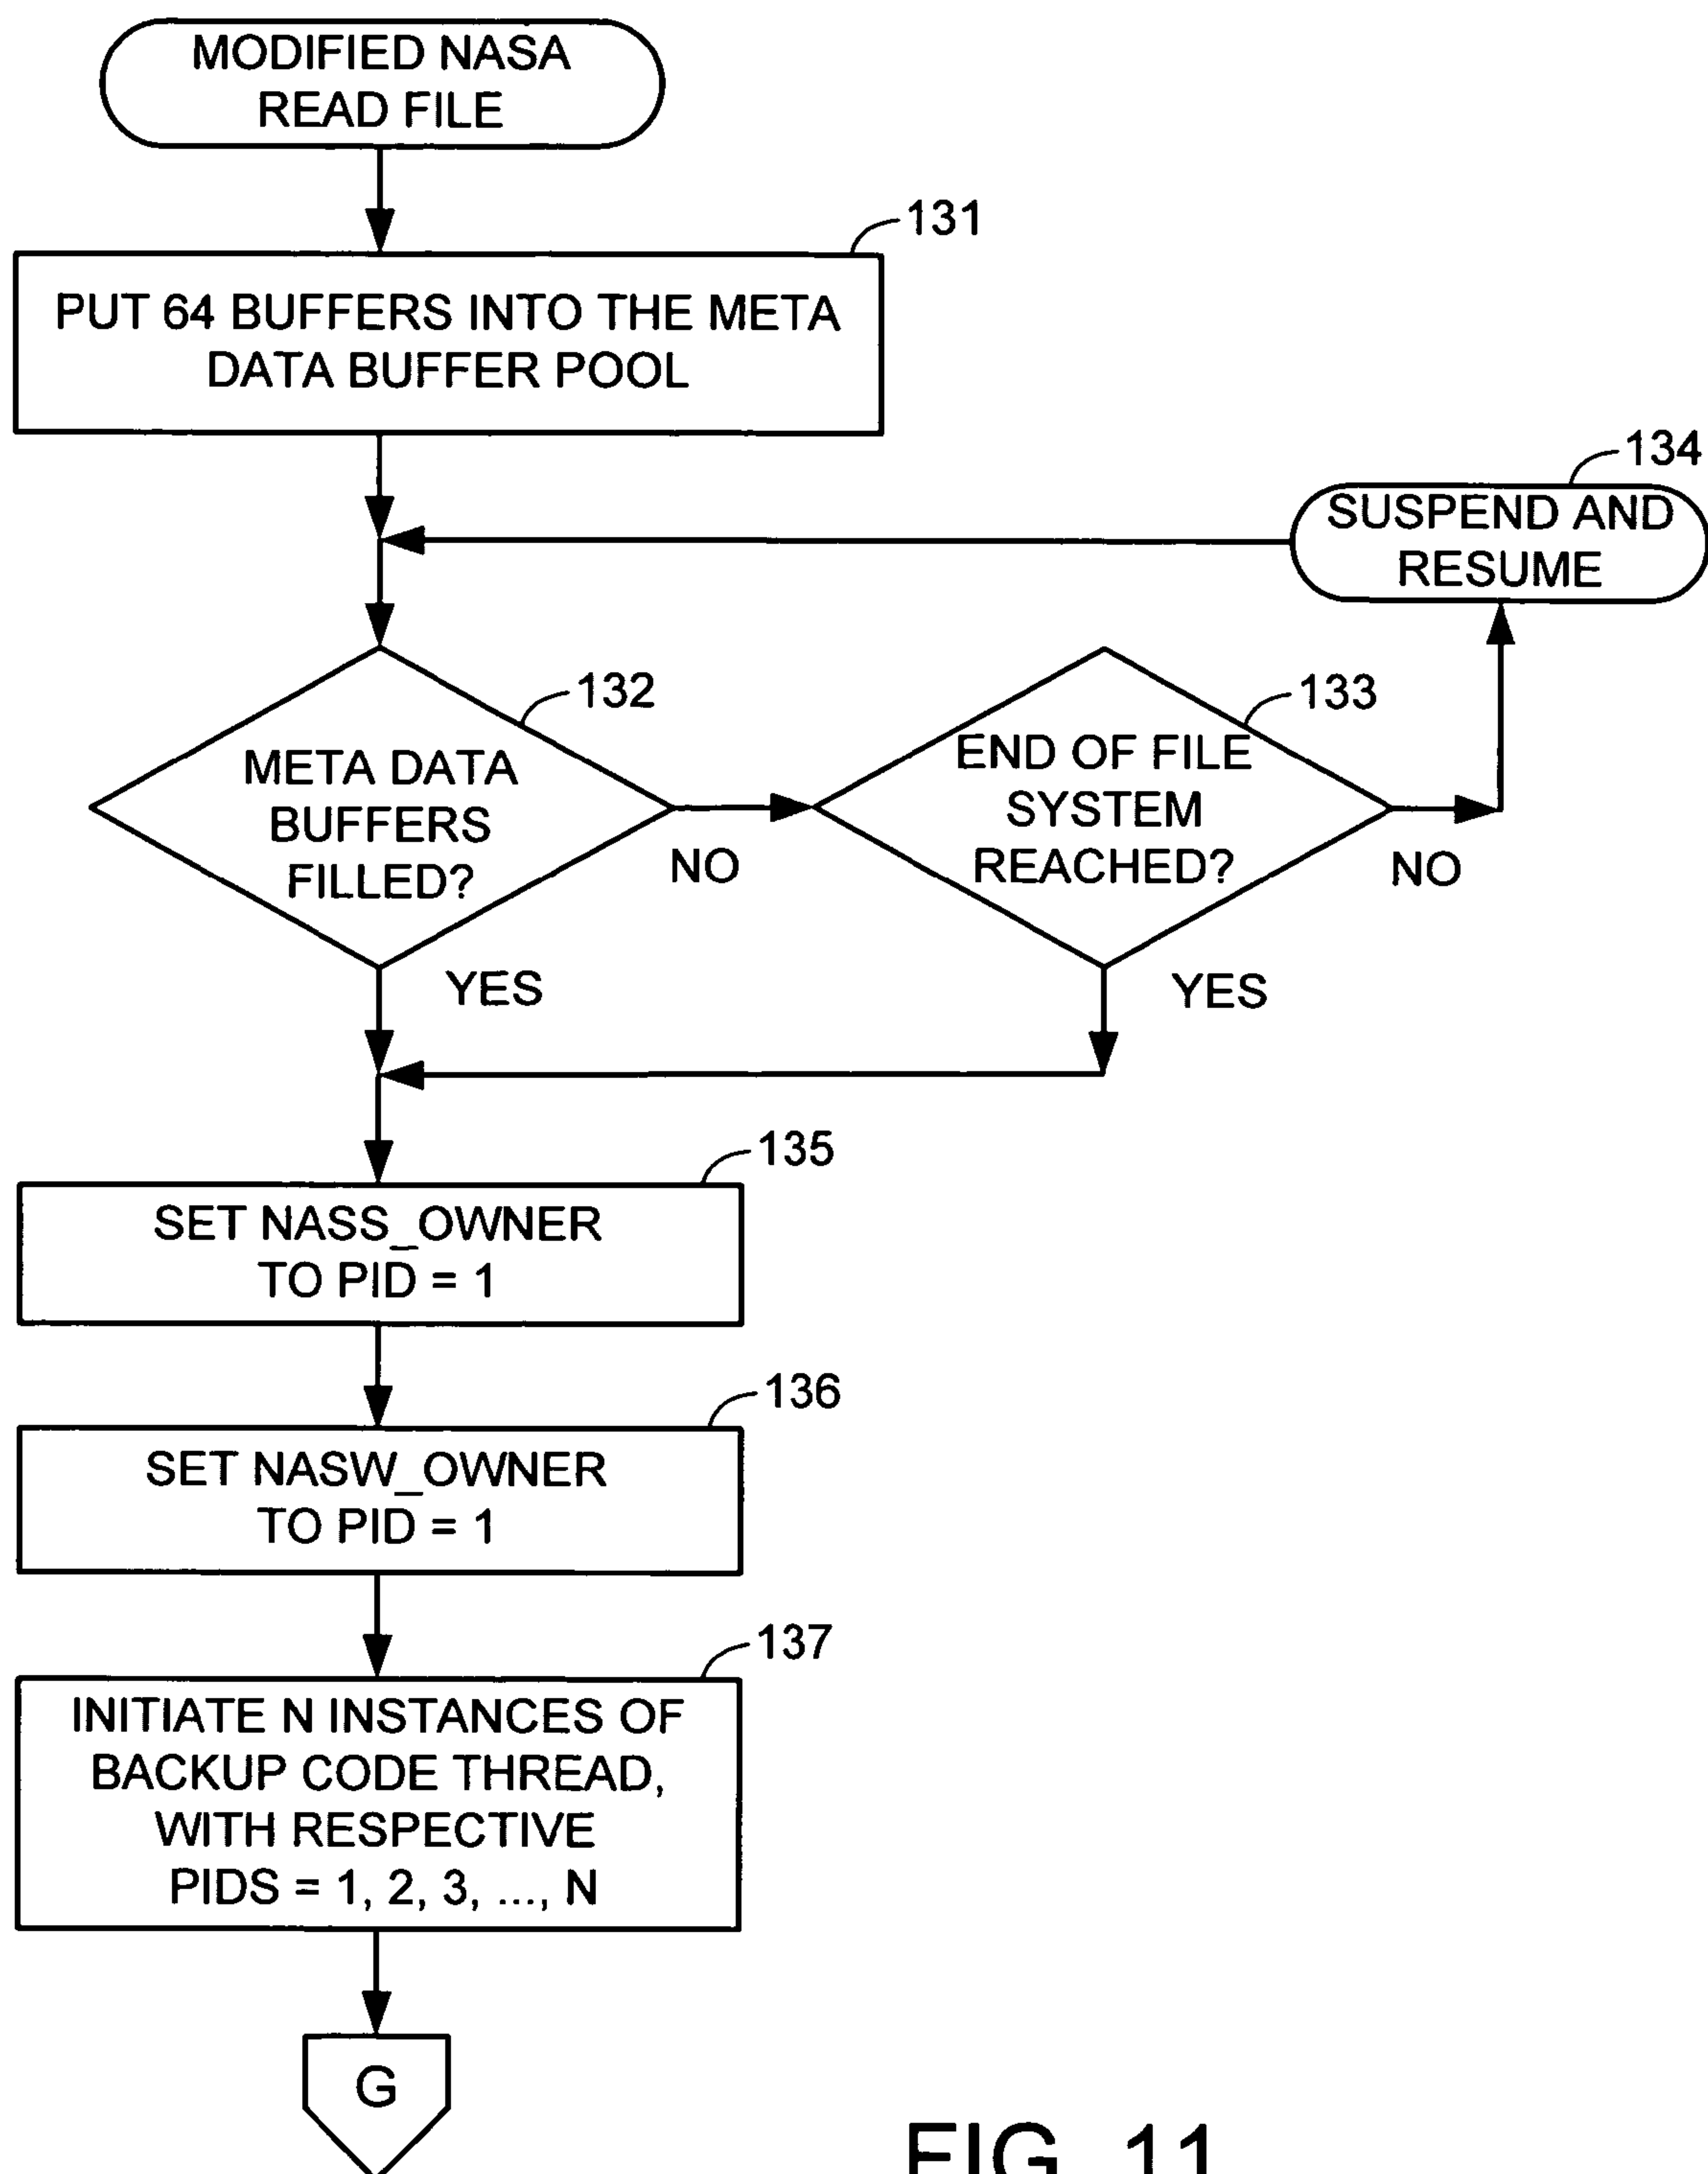 MODIFIED NASA
READ FILE
131
PUT 64 BUFFERS INTO THE META
DATA BUFFER POOL
134
SUSPEND AND
RESUME
132
META DATA
BUFFERS
FILLED?
NO
133
END OF FILE
SYSTEM
REACHED?
NO
YES
YES
135
SET NASS_OWNER
TO PID = 1
136
SET NASW_OWNER
TO PID = 1
137
INITIATE N INSTANCES OF
BACKUP CODE THREAD,
WITH RESPECTIVE
PIDS = 1, 2, 3, ..., N
G
FIG. 11